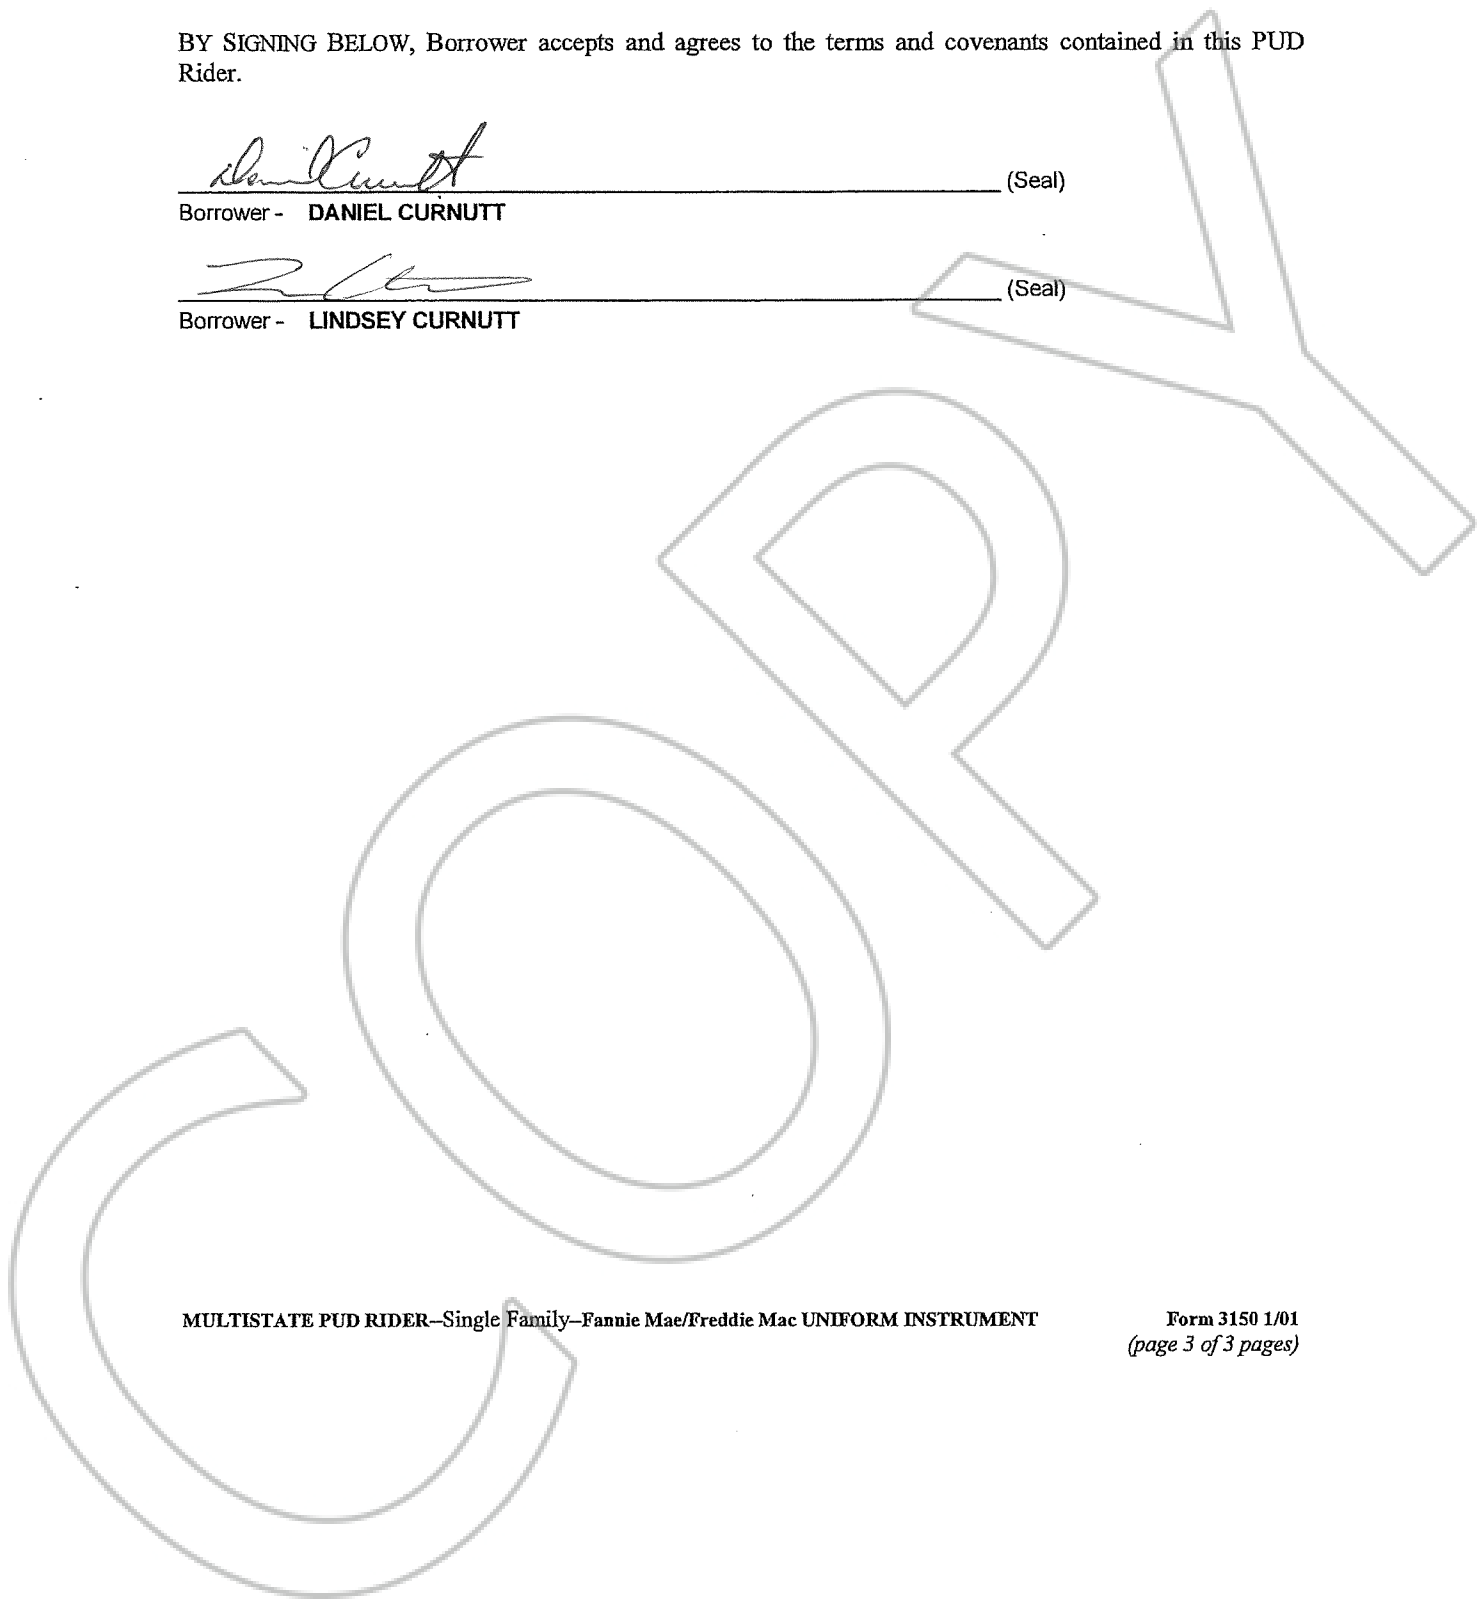 BY SIGNING BELOW, Borrower accepts and agrees to the terms and covenants contained in this PUD
Rider.
Daniel Curnutt
(Seal)
Borrower - DANIEL CURNUTT
(Seal)
Borrower - LINDSEY CURNUTT
COPY
MULTISTATE PUD RIDER--Single Family--Fannie Mae/Freddie Mac UNIFORM INSTRUMENT Form 3150 1/01
(page 3 of 3 pages)